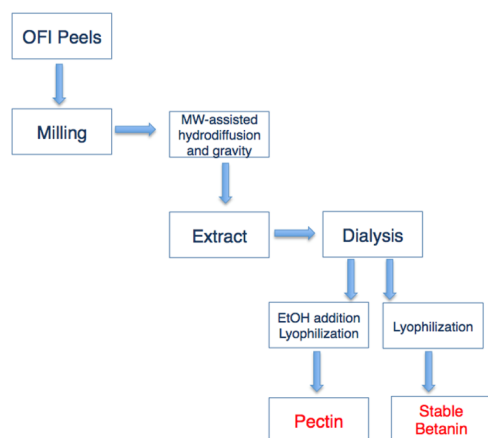 OFI Peels
Milling
MW-assisted
hydrodiffusion
and gravity
Extract
Dialysis
EtOH addition
Lyophilization
Lyophilization
Pectin
Stable
Betanin